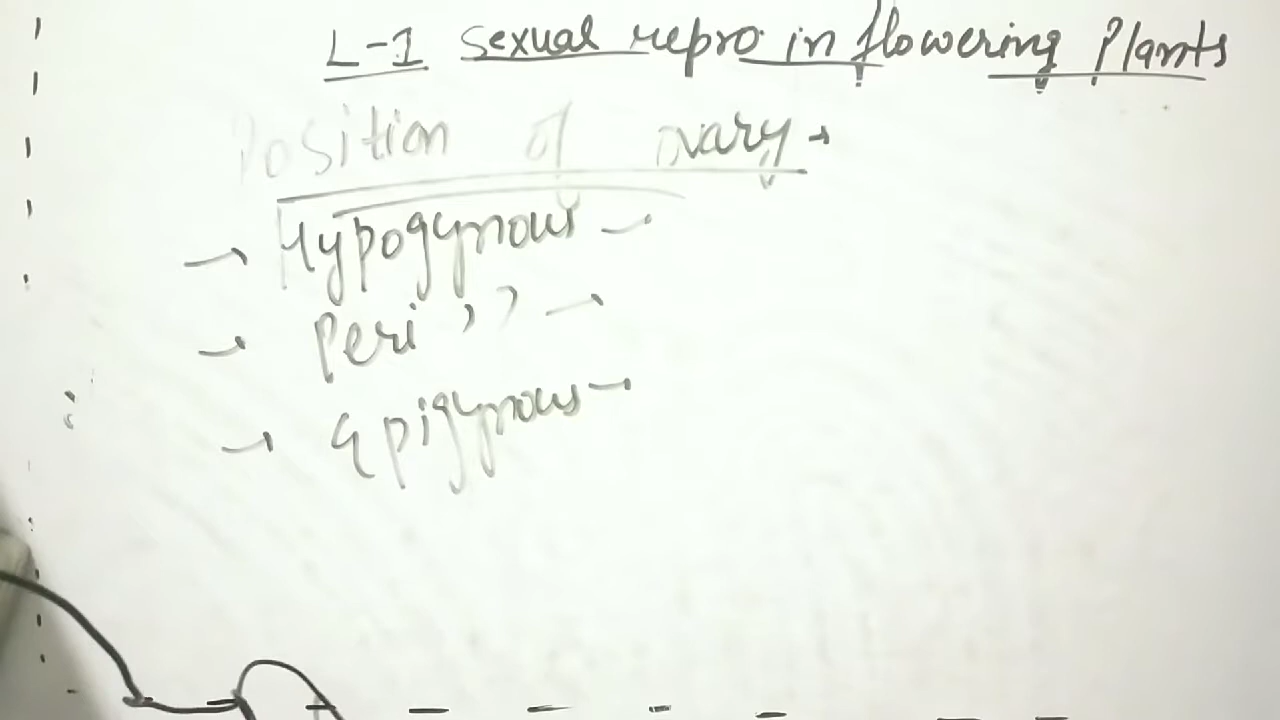 L-1 Sexual repro. in flowering Plants
Position of ovary →
→ Hypogynous →
→ Peri ,, →
→ Epigynous →